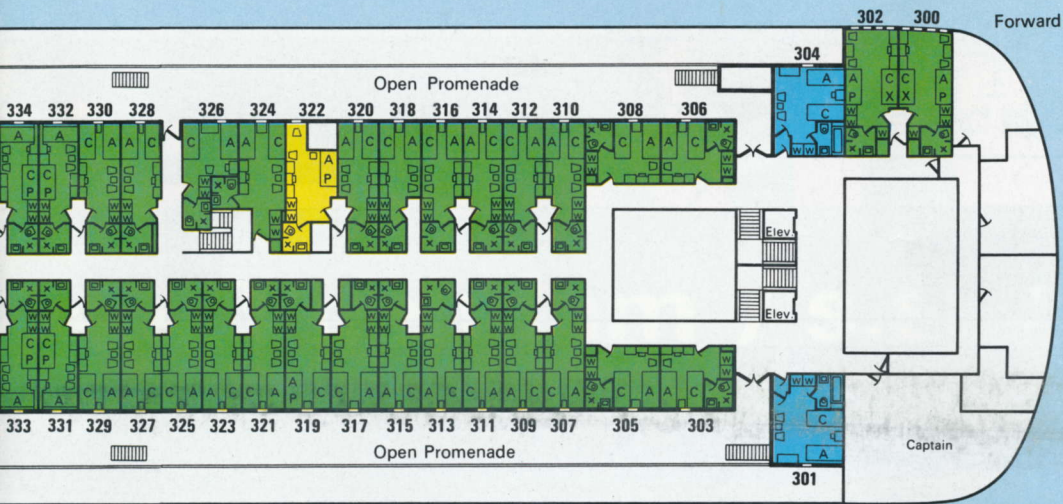 302 300 Forward
304
Open Promenade
334 332 330 328 326 324 322 320 318 316 314 312 310 308 306
Elev.
Elev.
333 331 329 327 325 323 321 319 317 315 313 311 309 307 305 303
Open Promenade
Captain
301